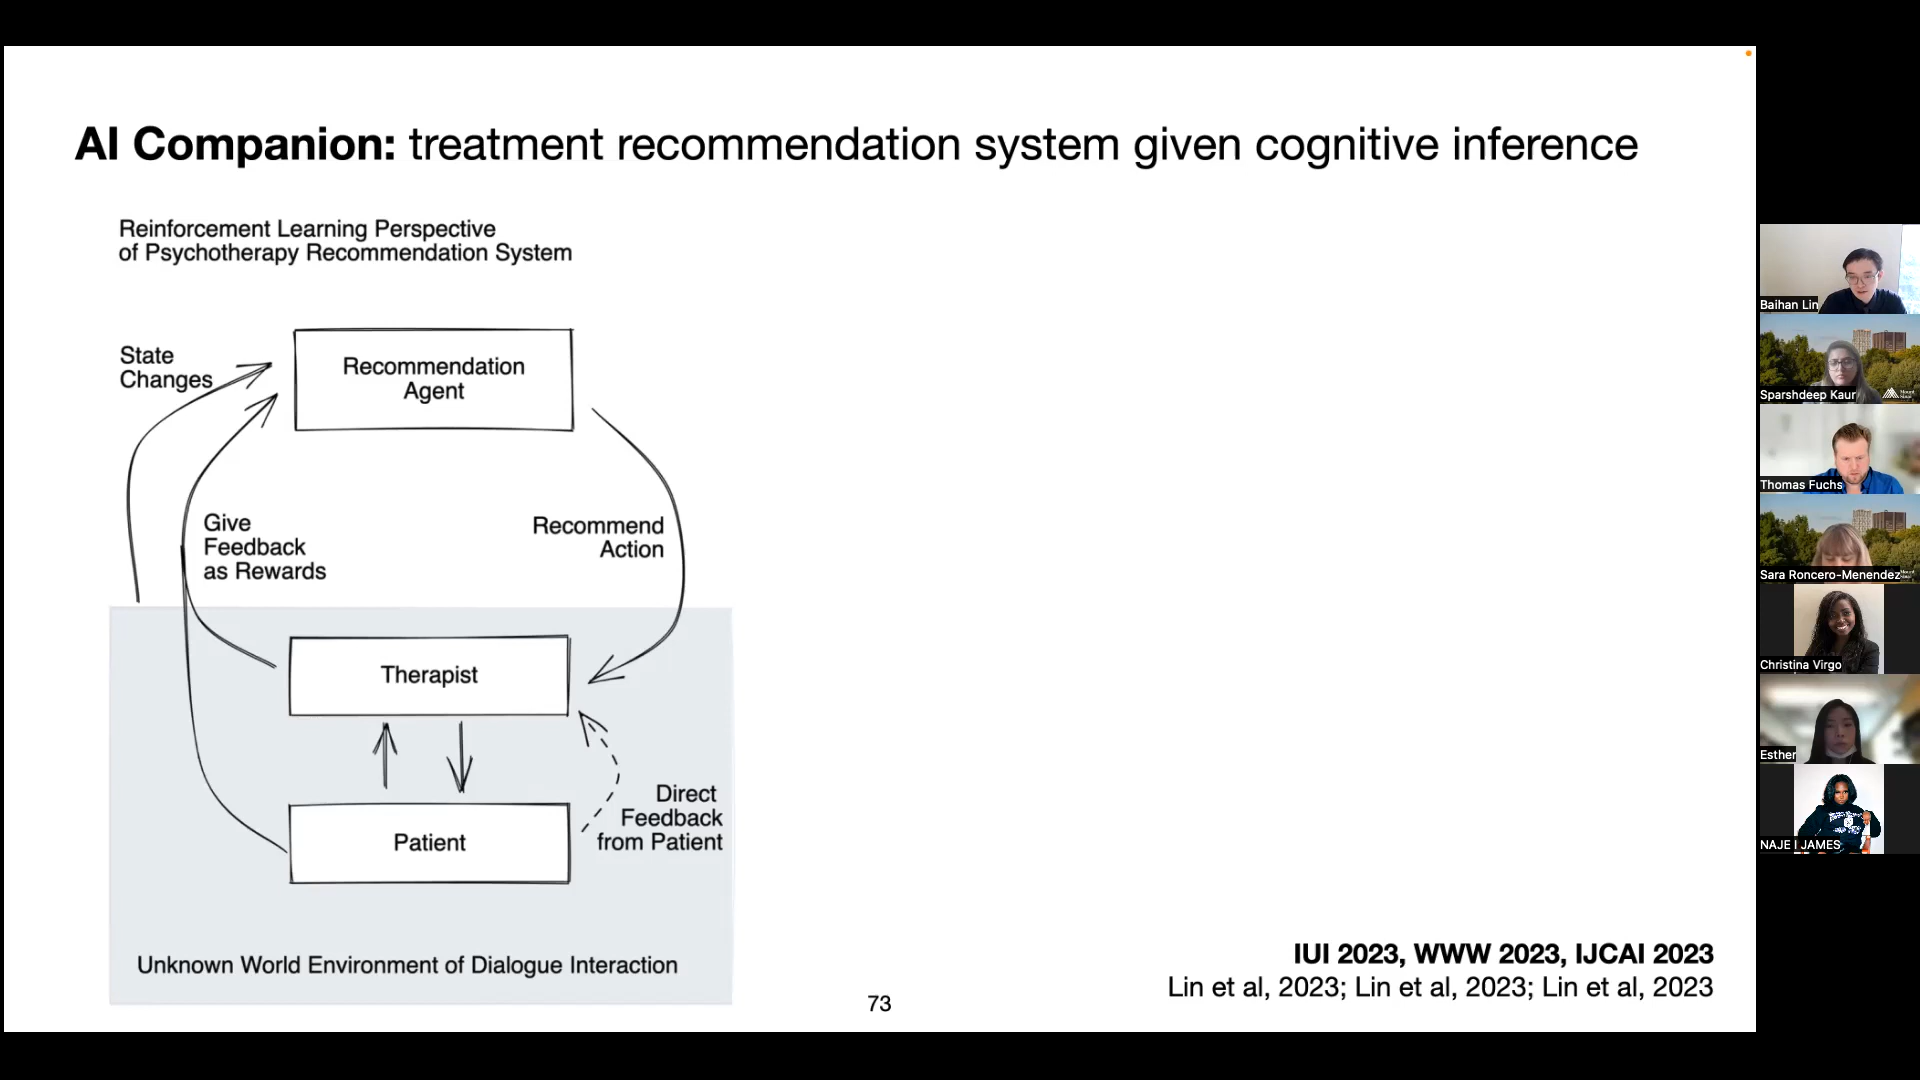 AI Companion: treatment recommendation system given cognitive inference
Reinforcement Learning Perspective
of Psychotherapy Recommendation System
State
Changes
Recommendation
Agent
Give
Feedback
as Rewards
Recommend
Action
Therapist
Direct
Feedback
from Patient
Patient
Unknown World Environment of Dialogue Interaction
IUI 2023, WWW 2023, IJCAI 2023
Lin et al, 2023; Lin et al, 2023; Lin et al, 2023
73
Baihan Lin
Sparshdeep Kaur
Thomas Fuchs
Sara Roncero-Menendez
Christina Virgo
Esther
NAJE I JAMES